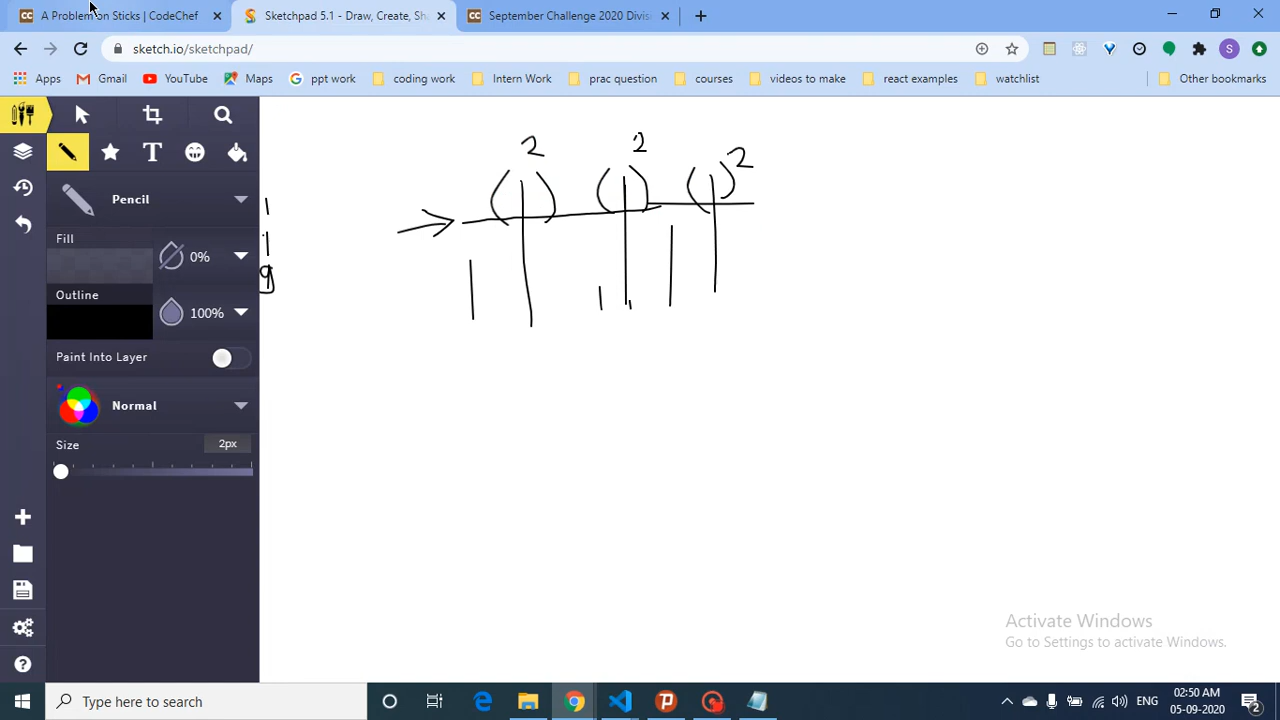 A Problem on Sticks | CodeChef
Sketchpad 5.1 - Draw, Create, Sh
September Challenge 2020 Divis
sketch.io/sketchpad/
S
Apps
Gmail
YouTube
Maps
ppt work
coding work
Intern Work
prac question
courses
videos to make
react examples
watchlist
Other bookmarks
Pencil
Fill
0%
Outline
100%
Paint Into Layer
Normal
Size
2px
( )2 ( )2 ( )2
Activate Windows
Go to Settings to activate Windows.
Type here to search
ENG
02:50 AM
05-09-2020
2